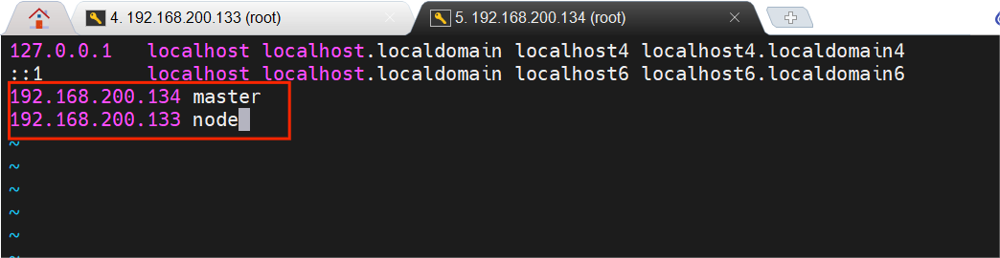 4. 192.168.200.133 (root)
5. 192.168.200.134 (root)
127.0.0.1   localhost localhost.localdomain localhost4 localhost4.localdomain4
::1         localhost localhost.localdomain localhost6 localhost6.localdomain6
192.168.200.134 master
192.168.200.133 node
~
~
~
~
~
~